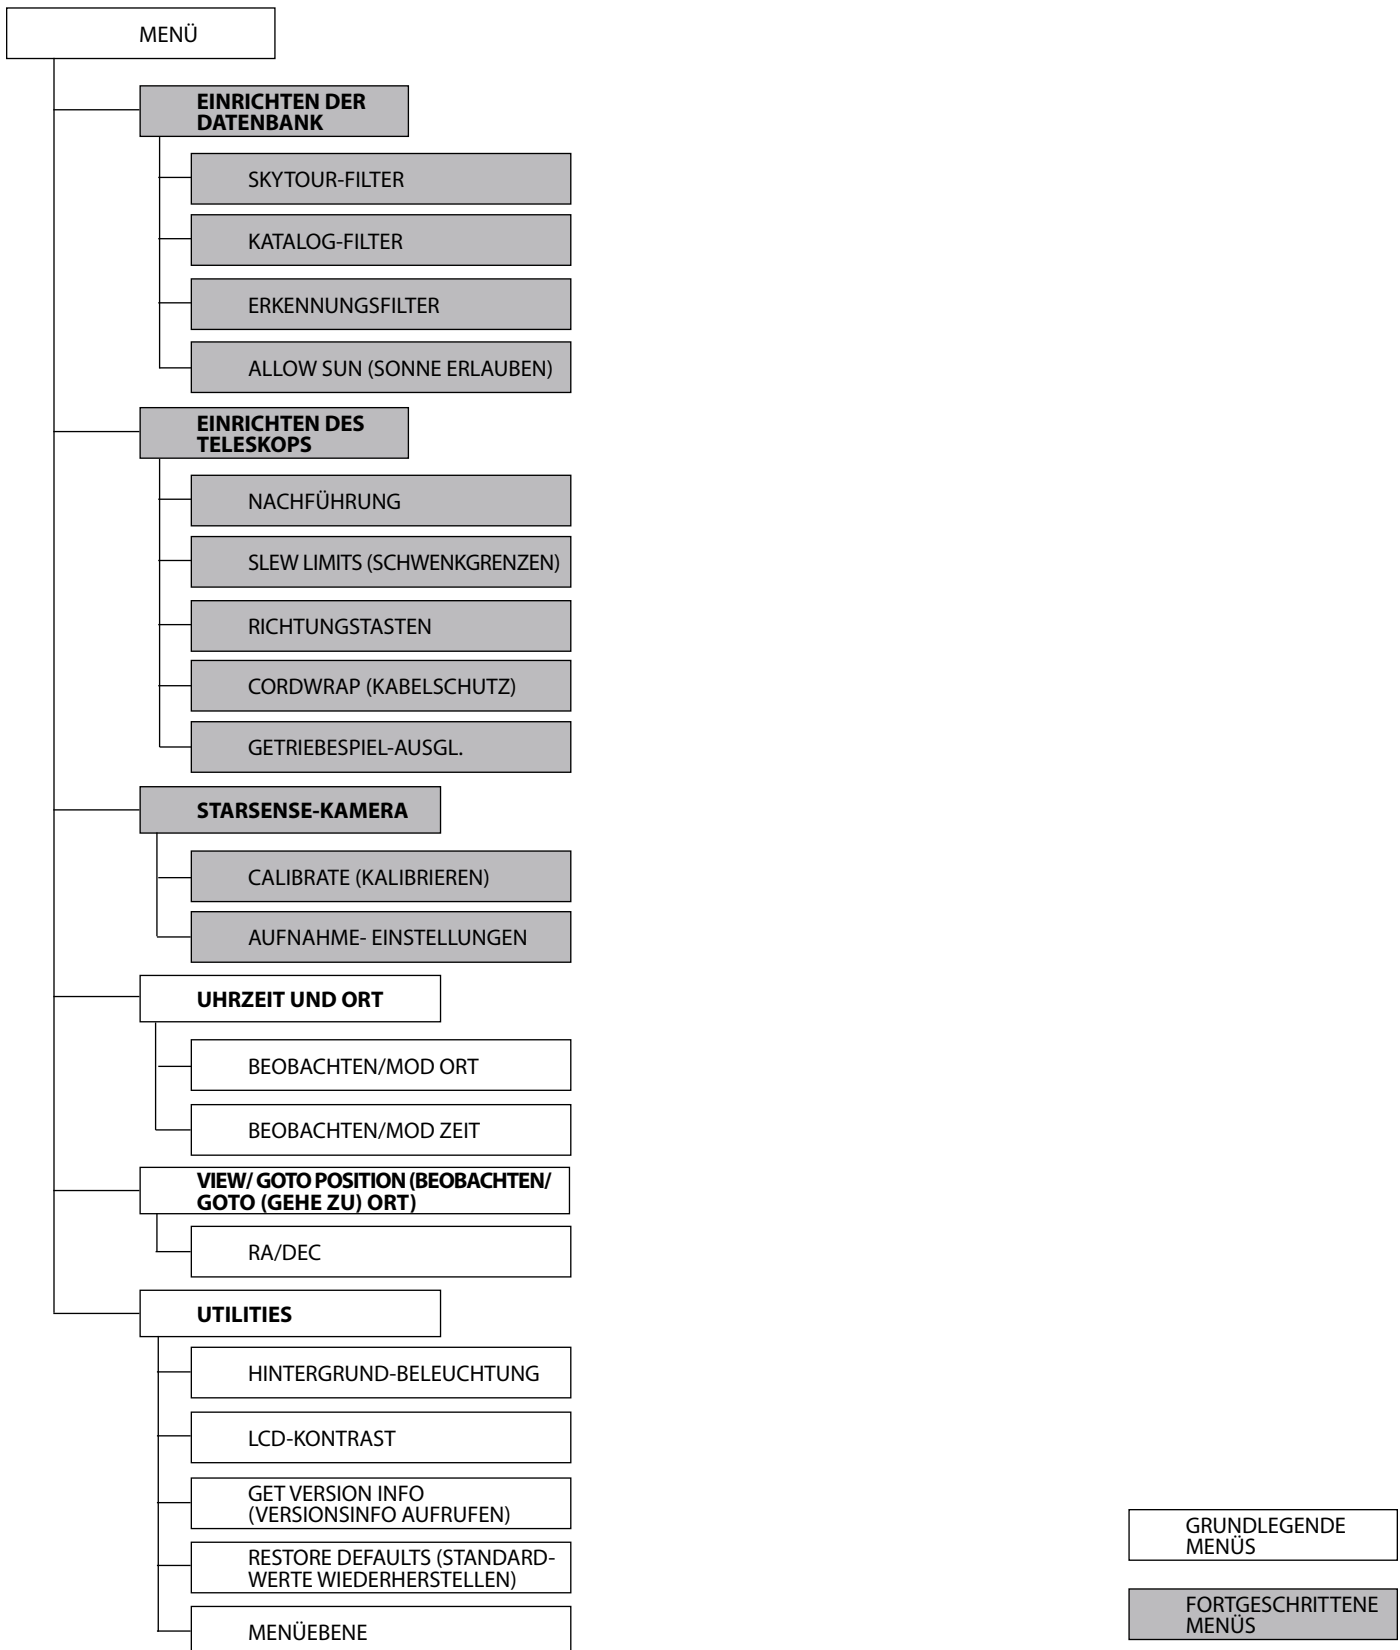 MENÜ
EINRICHTEN DER
DATENBANK
SKYTOUR-FILTER
KATALOG-FILTER
ERKENNUNGSFILTER
ALLOW SUN (SONNE ERLAUBEN)
EINRICHTEN DES
TELESKOPS
NACHFÜHRUNG
SLEW LIMITS (SCHWENKGRENZEN)
RICHTUNGSTASTEN
CORDWRAP (KABELSCHUTZ)
GETRIEBESPIEL-AUSGL.
STARSENSE-KAMERA
CALIBRATE (KALIBRIEREN)
AUFNAHME- EINSTELLUNGEN
UHRZEIT UND ORT
BEOBACHTEN/MOD ORT
BEOBACHTEN/MOD ZEIT
VIEW/ GOTO POSITION (BEOBACHTEN/
GOTO (GEHE ZU) ORT)
RA/DEC
UTILITIES
HINTERGRUND-BELEUCHTUNG
LCD-KONTRAST
GET VERSION INFO
(VERSIONSINFO AUFRUFEN)
RESTORE DEFAULTS (STANDARD-
WERTE WIEDERHERSTELLEN)
MENÜEBENE
GRUNDLEGENDE
MENÜS
FORTGESCHRITTENE
MENÜS